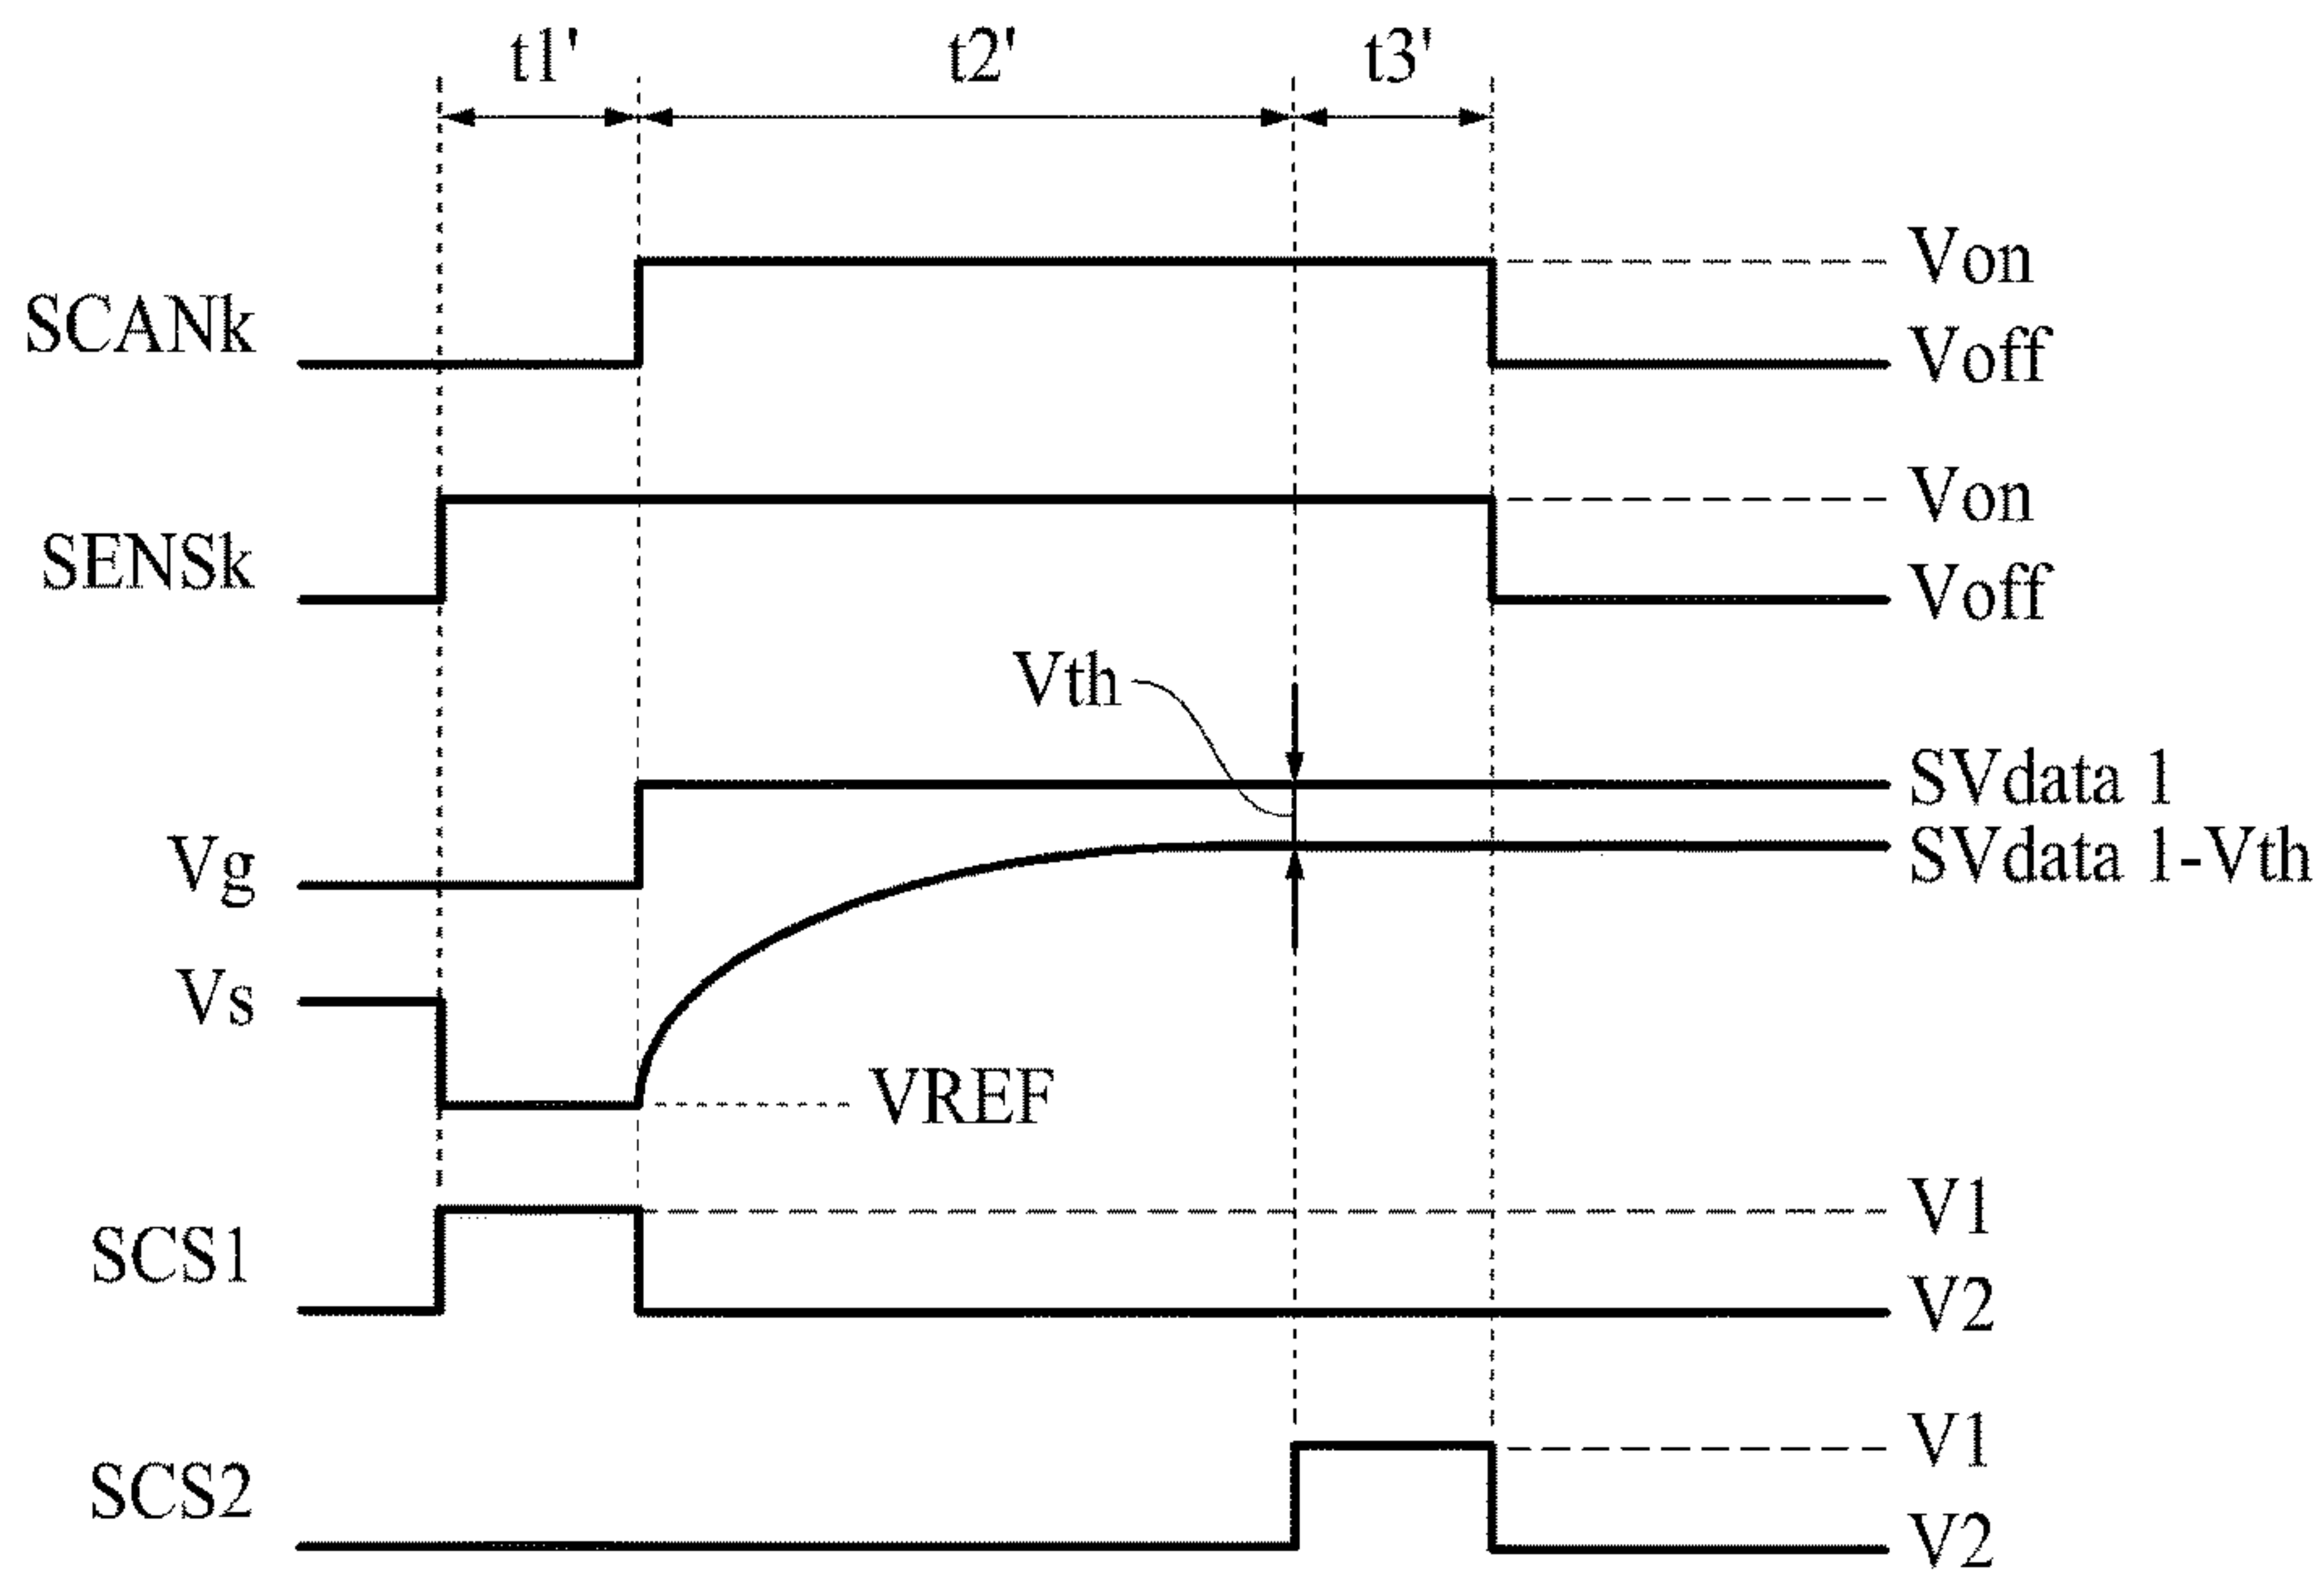 t1' t2' t3'
Von
SCANk
Voff
Von
SENSk
Voff
Vth
SVdata 1
Vg
SVdata 1-Vth
Vs
VREF
V1
SCS1
V2
V1
SCS2
V2